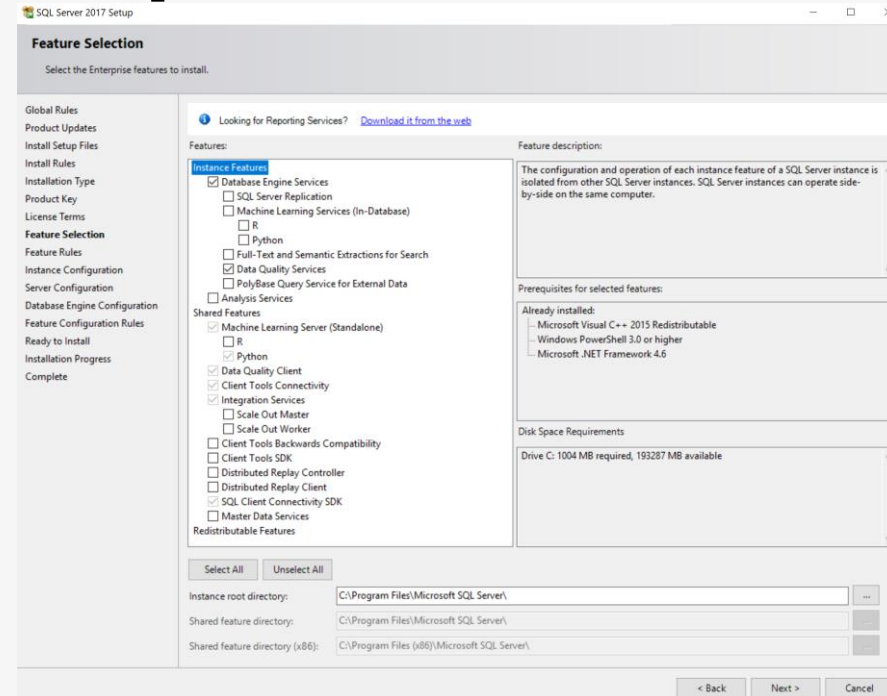 SQL Server 2017 Setup
Feature Selection
Select the Enterprise features to install.
Global Rules
Product Updates
Install Setup Files
Install Rules
Installation Type
Product Key
License Terms
Feature Selection
Feature Rules
Instance Configuration
Server Configuration
Database Engine Configuration
Feature Configuration Rules
Ready to Install
Installation Progress
Complete
Looking for Reporting Services? Download it from the web
Features:
Instance Features
Database Engine Services
SQL Server Replication
Machine Learning Services (In-Database)
R
Python
Full-Text and Semantic Extractions for Search
Data Quality Services
PolyBase Query Service for External Data
Analysis Services
Shared Features
Machine Learning Server (Standalone)
R
Python
Data Quality Client
Client Tools Connectivity
Integration Services
Scale Out Master
Scale Out Worker
Client Tools Backwards Compatibility
Client Tools SDK
Distributed Replay Controller
Distributed Replay Client
SQL Client Connectivity SDK
Master Data Services
Redistributable Features
Feature description:
The configuration and operation of each instance feature of a SQL Server instance is
isolated from other SQL Server instances. SQL Server instances can operate side-
by-side on the same computer.
Prerequisites for selected features:
Already installed:
Microsoft Visual C++ 2015 Redistributable
Windows PowerShell 3.0 or higher
Microsoft .NET Framework 4.6
Disk Space Requirements
Drive C: 1004 MB required, 193287 MB available
Select All Unselect All
Instance root directory: C:\Program Files\Microsoft SQL Server\ ...
Shared feature directory: C:\Program Files\Microsoft SQL Server\ ...
Shared feature directory (x86): C:\Program Files (x86)\Microsoft SQL Server\ ...
< Back Next > Cancel